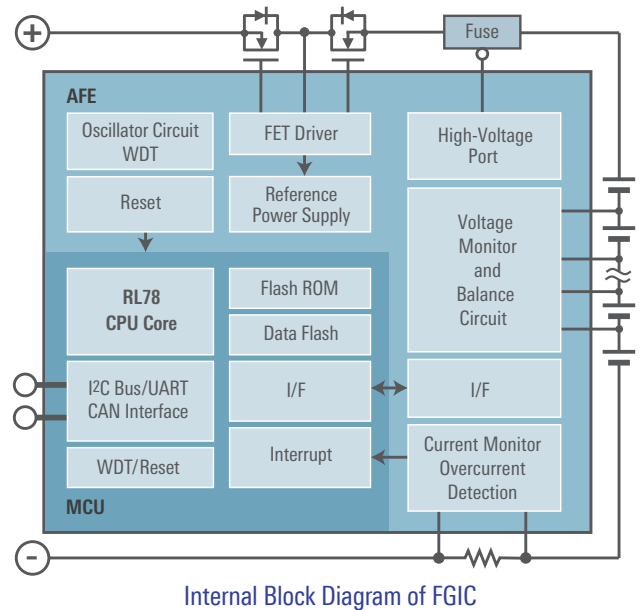 +
Fuse
AFE
Oscillator Circuit
WDT
FET Driver
High-Voltage
Port
Reset
Reference
Power Supply
Voltage
Monitor
and
Balance
Circuit
RL78
CPU Core
Flash ROM
Data Flash
I²C Bus/UART
CAN Interface
I/F
I/F
WDT/Reset
Interrupt
Current Monitor
Overcurrent
Detection
MCU
-
Internal Block Diagram of FGIC